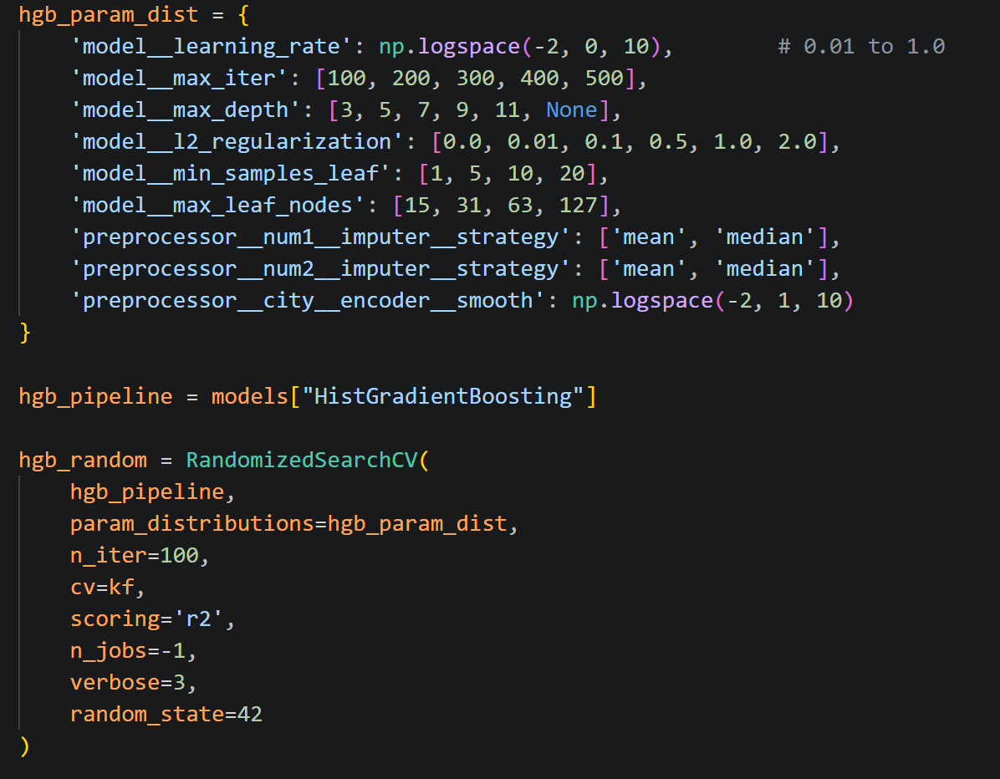 hgb_param_dist = {
    'model__learning_rate': np.logspace(-2, 0, 10),        # 0.01 to 1.0
    'model__max_iter': [100, 200, 300, 400, 500],
    'model__max_depth': [3, 5, 7, 9, 11, None],
    'model__l2_regularization': [0.0, 0.01, 0.1, 0.5, 1.0, 2.0],
    'model__min_samples_leaf': [1, 5, 10, 20],
    'model__max_leaf_nodes': [15, 31, 63, 127],
    'preprocessor__num1__imputer__strategy': ['mean', 'median'],
    'preprocessor__num2__imputer__strategy': ['mean', 'median'],
    'preprocessor__city__encoder__smooth': np.logspace(-2, 1, 10)
}

hgb_pipeline = models["HistGradientBoosting"]

hgb_random = RandomizedSearchCV(
    hgb_pipeline,
    param_distributions=hgb_param_dist,
    n_iter=100,
    cv=kf,
    scoring='r2',
    n_jobs=-1,
    verbose=3,
    random_state=42
)